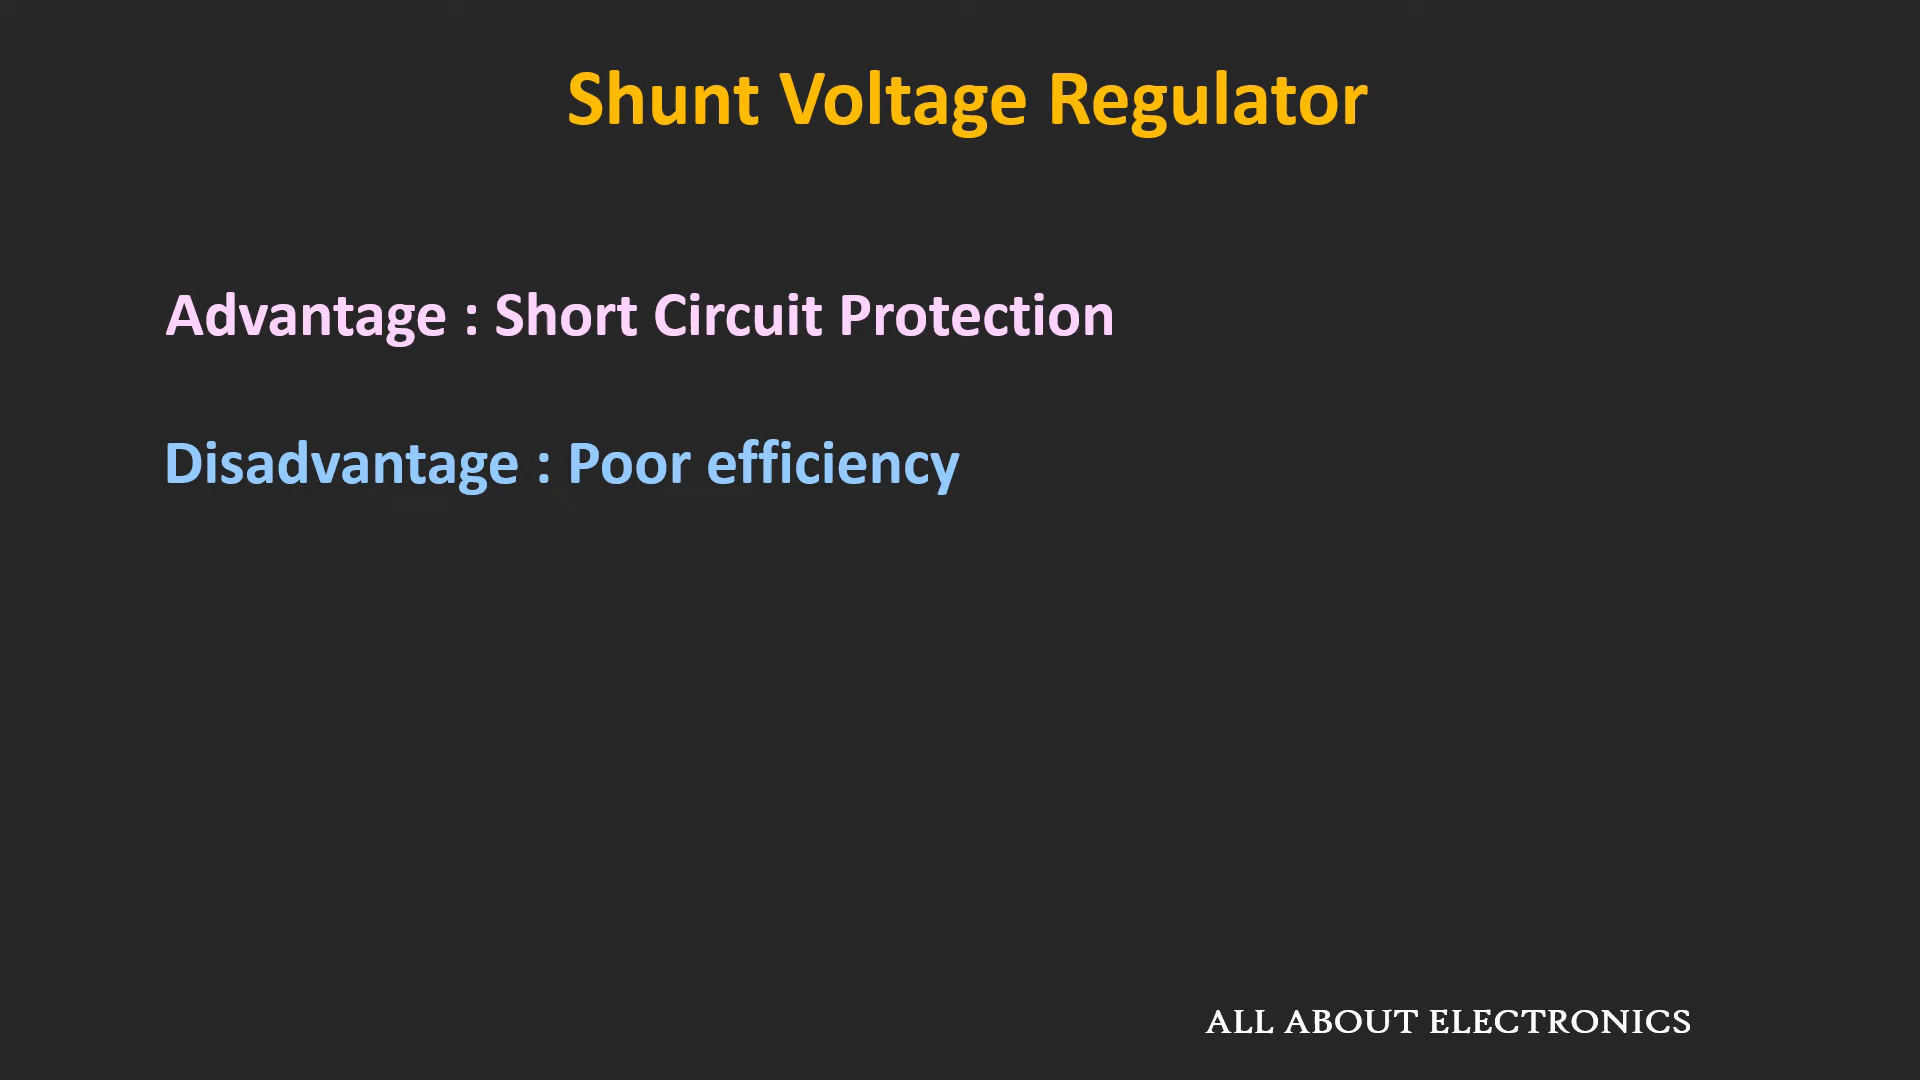 Shunt Voltage Regulator
Advantage : Short Circuit Protection
Disadvantage : Poor efficiency
ALL ABOUT ELECTRONICS